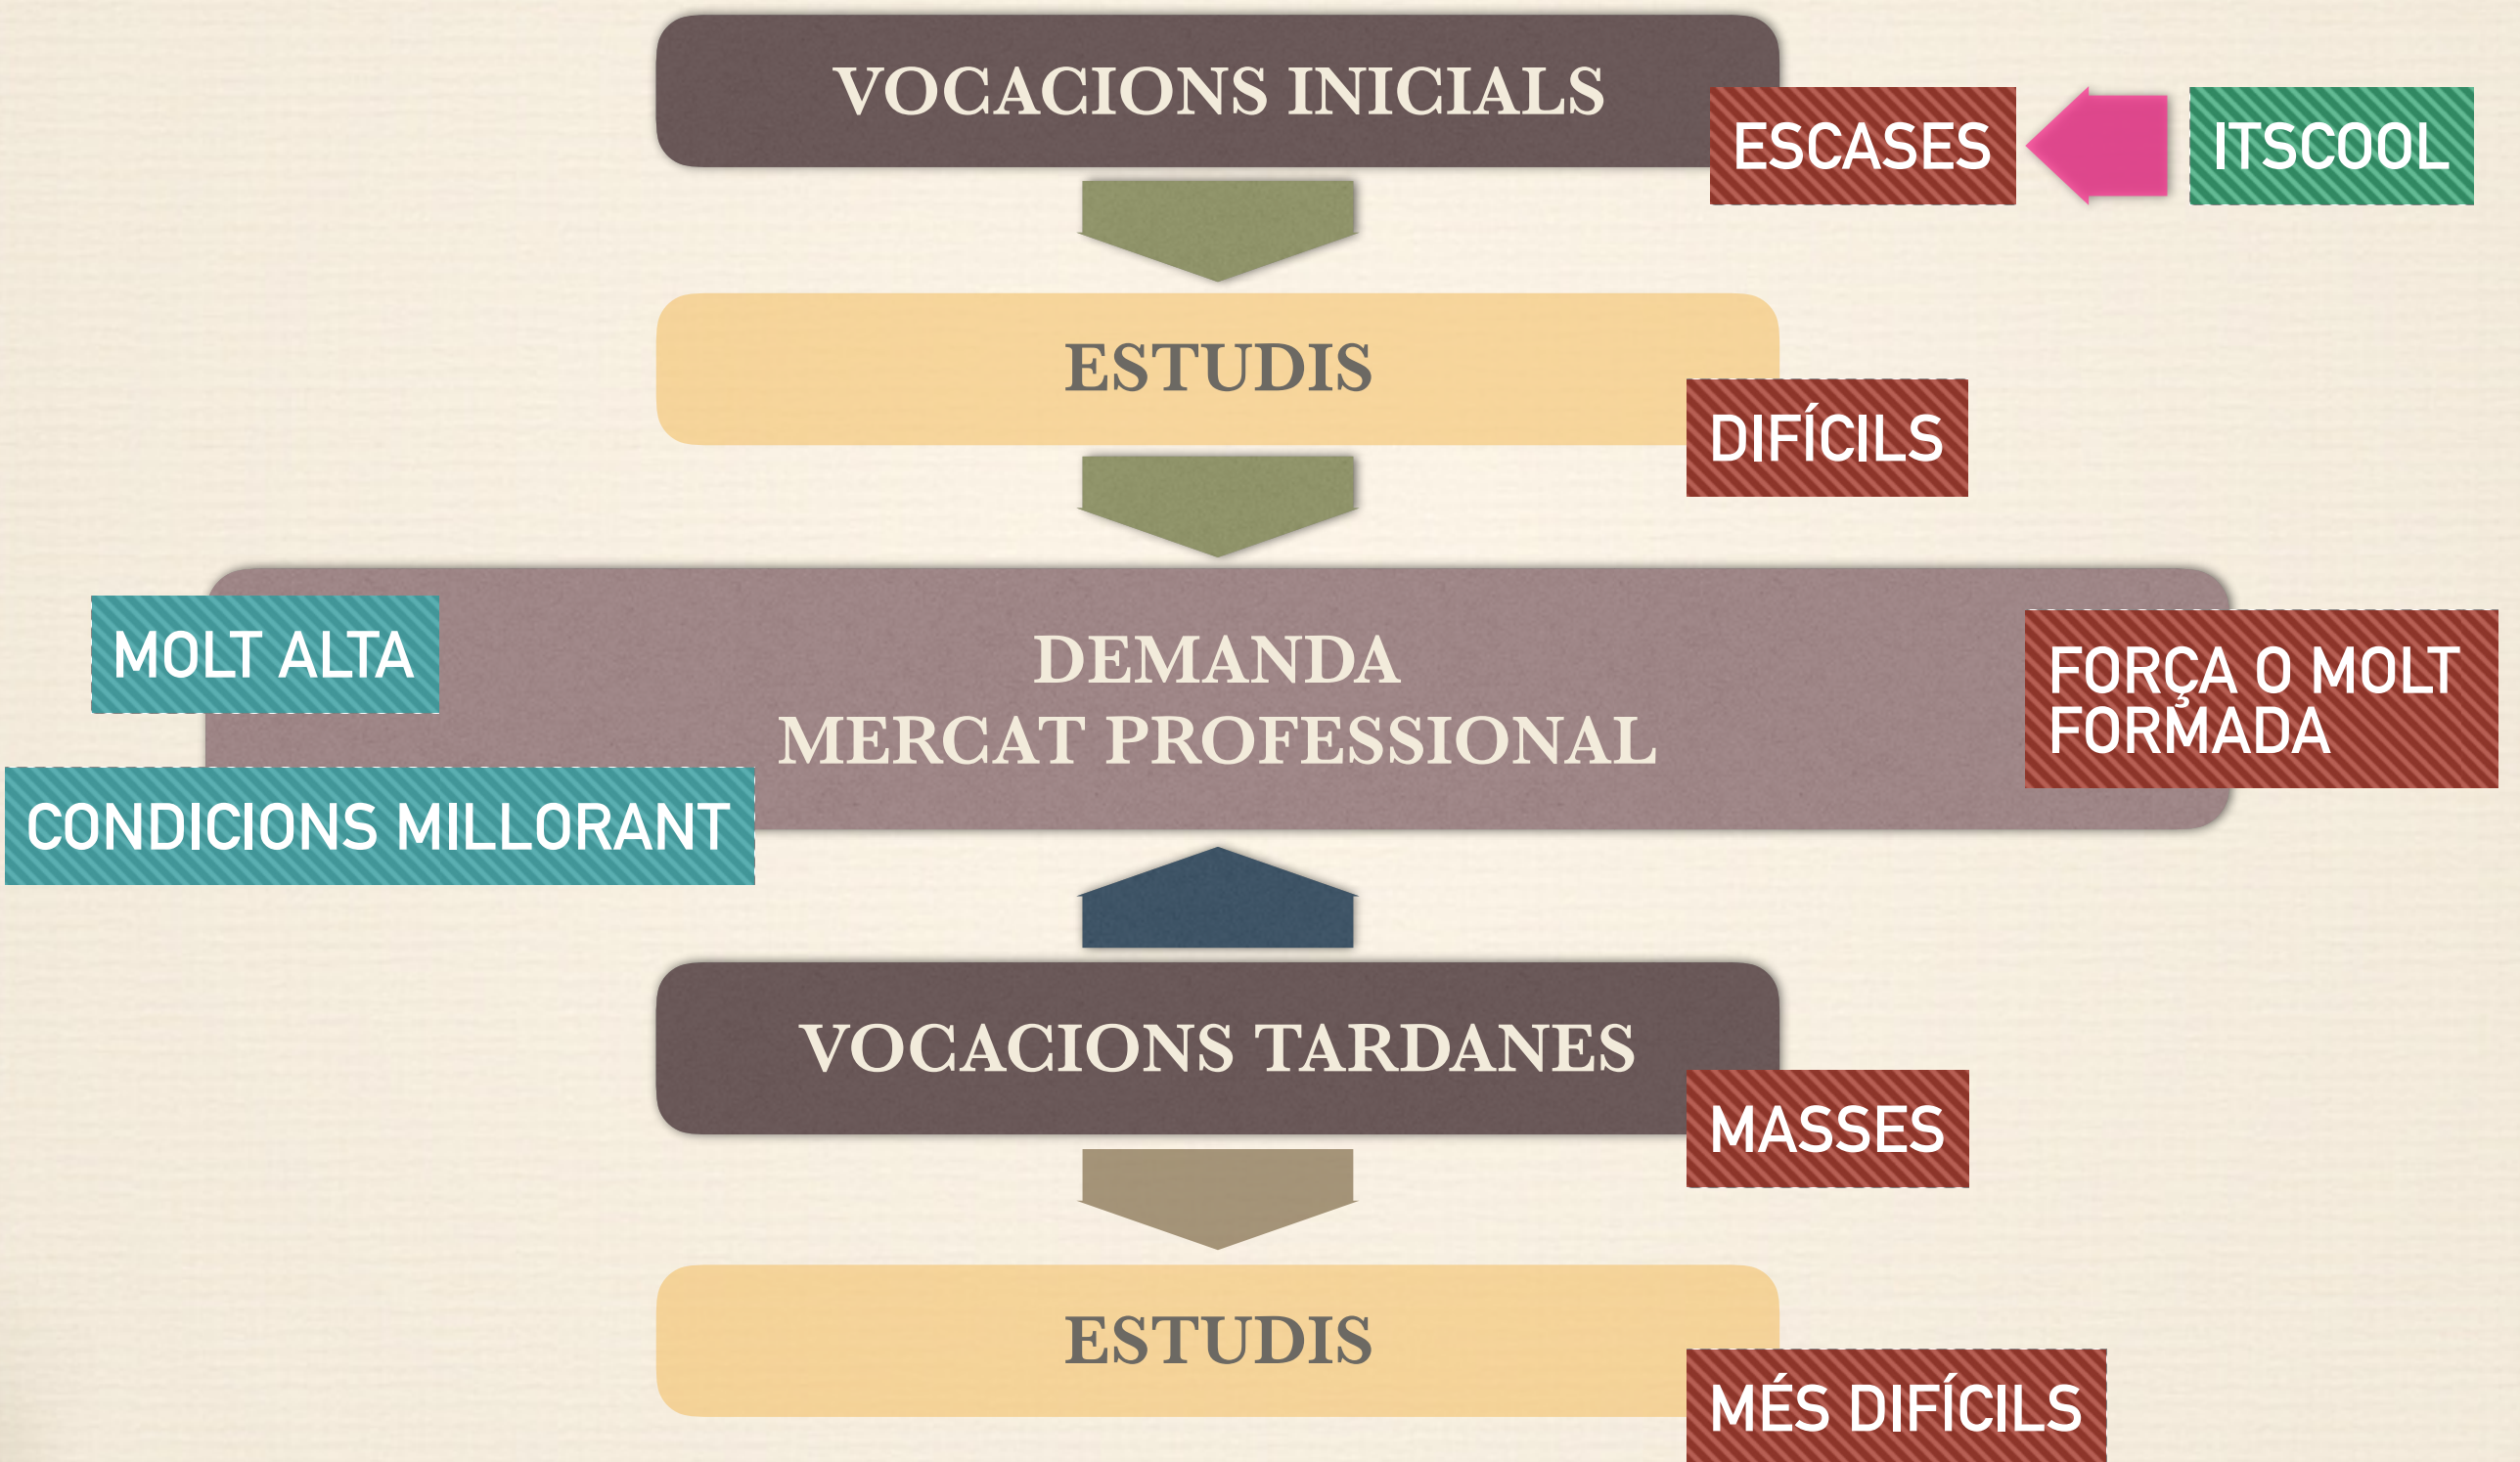 VOCACIONS INICIALS
ESCASES
ITSCOOL
ESTUDIS
DIFÍCILS
MOLT ALTA
DEMANDA
MERCAT PROFESSIONAL
FORÇA O MOLT
FORMADA
CONDICIONS MILLORANT
VOCACIONS TARDANES
MASSES
ESTUDIS
MÉS DIFÍCILS